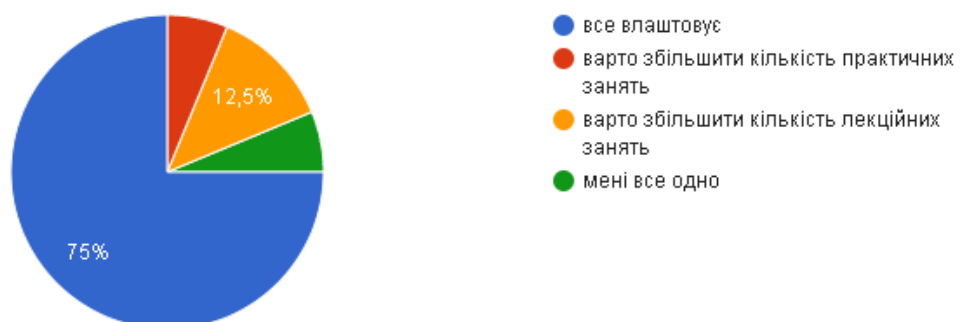 12,5%
75%
все влаштовує
варто збільшити кількість практичних
занять
варто збільшити кількість лекційних
занять
мені все одно